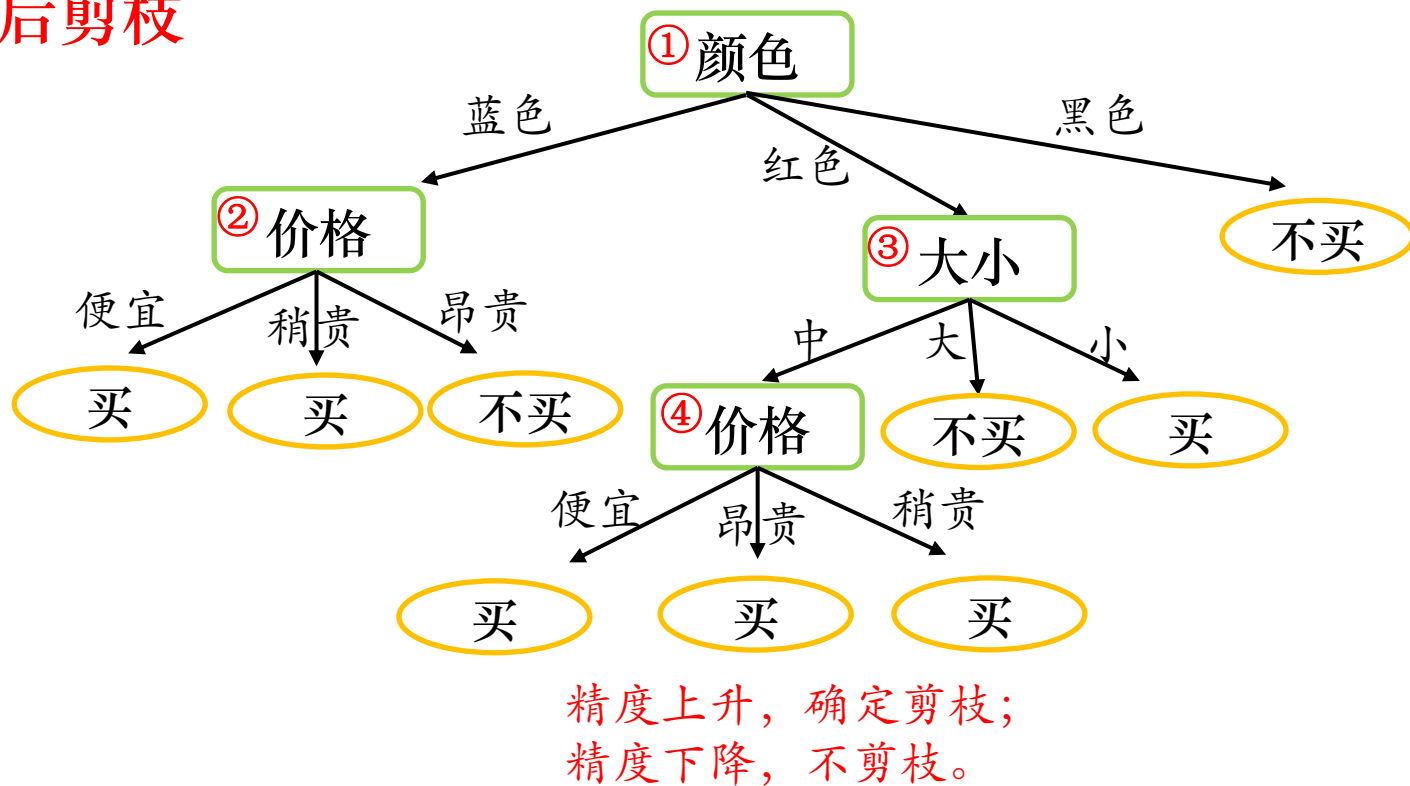 后剪枝
①颜色
蓝色
红色
黑色
②价格
③大小
不买
便宜
稍贵
昂贵
中
大
小
买
买
不买
④价格
不买
买
便宜
昂贵
稍贵
买
买
买
精度上升，确定剪枝；
精度下降，不剪枝。